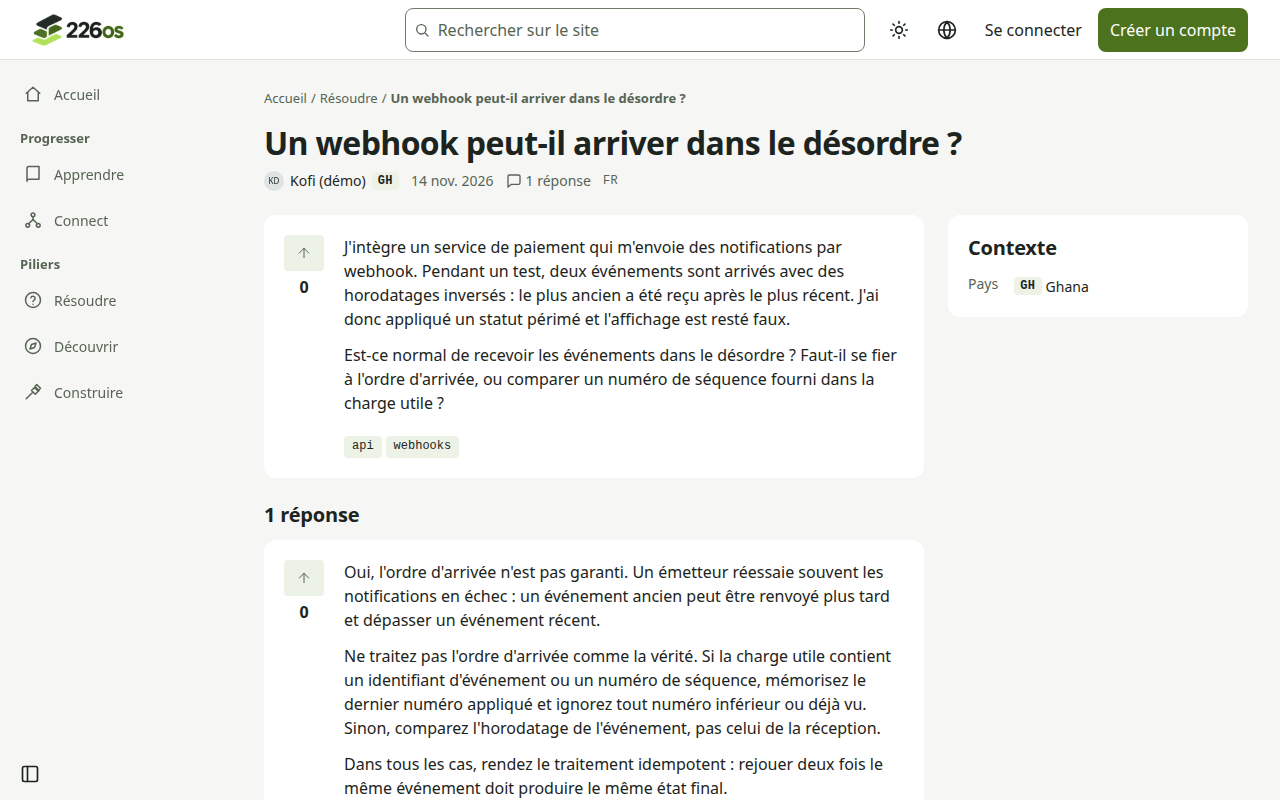 226os
Rechercher sur le site
Se connecter
Créer un compte
Accueil
Progresser
Apprendre
Connect
Piliers
Résoudre
Découvrir
Construire
Accueil / Résoudre / Un webhook peut-il arriver dans le désordre ?
Un webhook peut-il arriver dans le désordre ?
KD Kofi (démo) GH 14 nov. 2026 1 réponse FR
0
J'intègre un service de paiement qui m'envoie des notifications par
webhook. Pendant un test, deux événements sont arrivés avec des
horodatages inversés : le plus ancien a été reçu après le plus récent. J'ai
donc appliqué un statut périmé et l'affichage est resté faux.
Est-ce normal de recevoir les événements dans le désordre ? Faut-il se fier
à l'ordre d'arrivée, ou comparer un numéro de séquence fourni dans la
charge utile ?
api webhooks
Contexte
Pays GH Ghana
1 réponse
0
Oui, l'ordre d'arrivée n'est pas garanti. Un émetteur réessaie souvent les
notifications en échec : un événement ancien peut être renvoyé plus tard
et dépasser un événement récent.
Ne traitez pas l'ordre d'arrivée comme la vérité. Si la charge utile contient
un identifiant d'événement ou un numéro de séquence, mémorisez le
dernier numéro appliqué et ignorez tout numéro inférieur ou déjà vu.
Sinon, comparez l'horodatage de l'événement, pas celui de la réception.
Dans tous les cas, rendez le traitement idempotent : rejouer deux fois le
même événement doit produire le même état final.